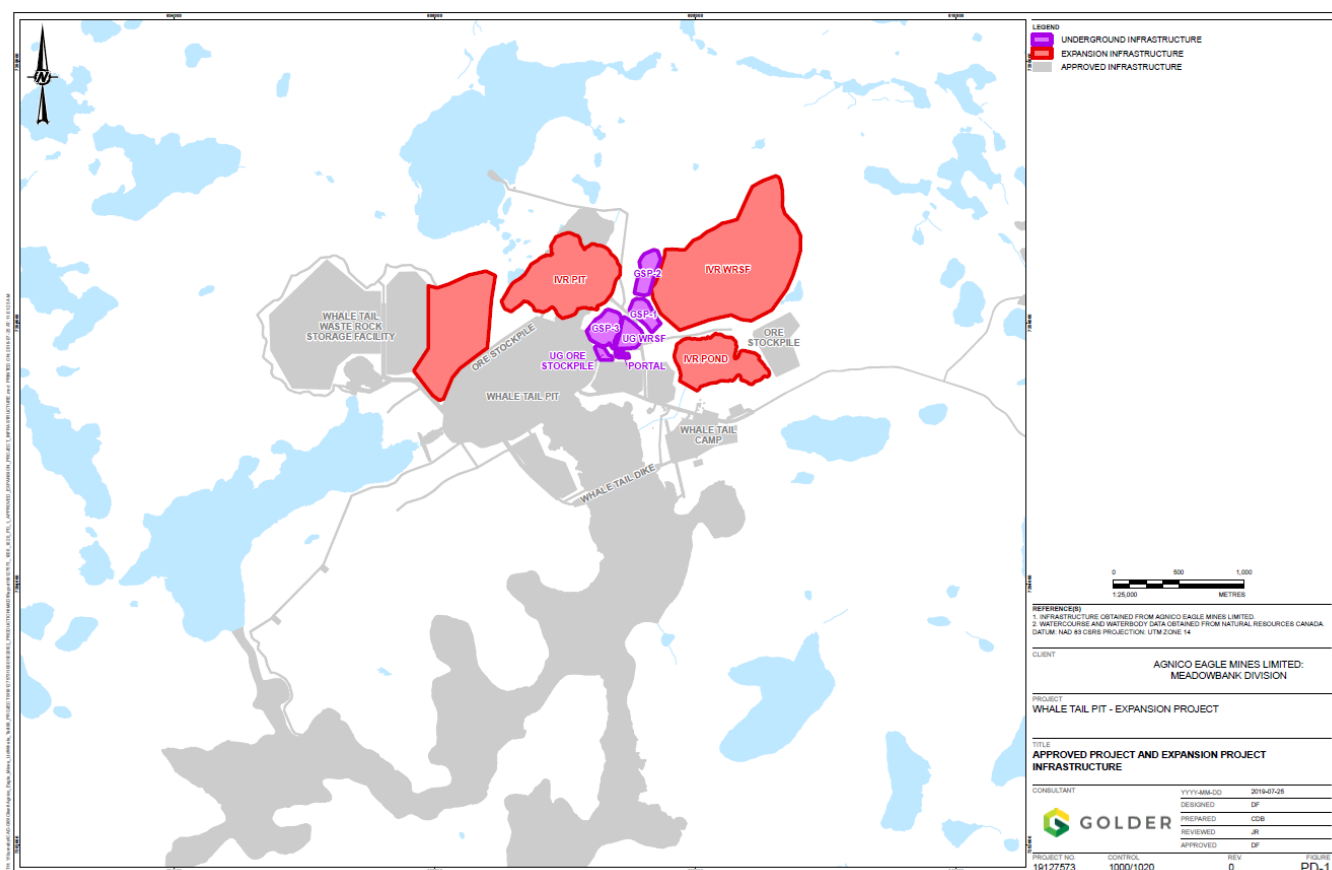 N
IVR WRSF
GSP-2
IVR PIT
GSP-1
WHALE TAIL
WASTE ROCK
STORAGE FACILITY
GSP-3
UG WRSF
ORE
STOCKPILE
ORE STOCKPILE
UG ORE
STOCKPILE
PORTAL
IVR POND
WHALE TAIL PIT
WHALE TAIL
CAMP
WHALE TAIL DIKE
LEGEND
UNDERGROUND INFRASTRUCTURE
EXPANSION INFRASTRUCTURE
APPROVED INFRASTRUCTURE
0 500 1,000
1:25,000 METRES
REFERENCE(S)
1. INFRASTRUCTURE OBTAINED FROM AGNICO EAGLE MINES LIMITED.
2. WATERCOURSE AND WATERBODY DATA OBTAINED FROM NATURAL RESOURCES CANADA.
DATUM: NAD 83 CSRS PROJECTION: UTM ZONE 14
CLIENT
AGNICO EAGLE MINES LIMITED:
MEADOWBANK DIVISION
PROJECT
WHALE TAIL PIT - EXPANSION PROJECT
TITLE
APPROVED PROJECT AND EXPANSION PROJECT
INFRASTRUCTURE
CONSULTANT
GOLDER
YYYY-MM-DD 2019-07-25
DESIGNED DF
PREPARED CDB
REVIEWED JR
APPROVED DF
PROJECT NO. CONTROL REV. FIGURE
19127573 1000/1020 0 PD-1